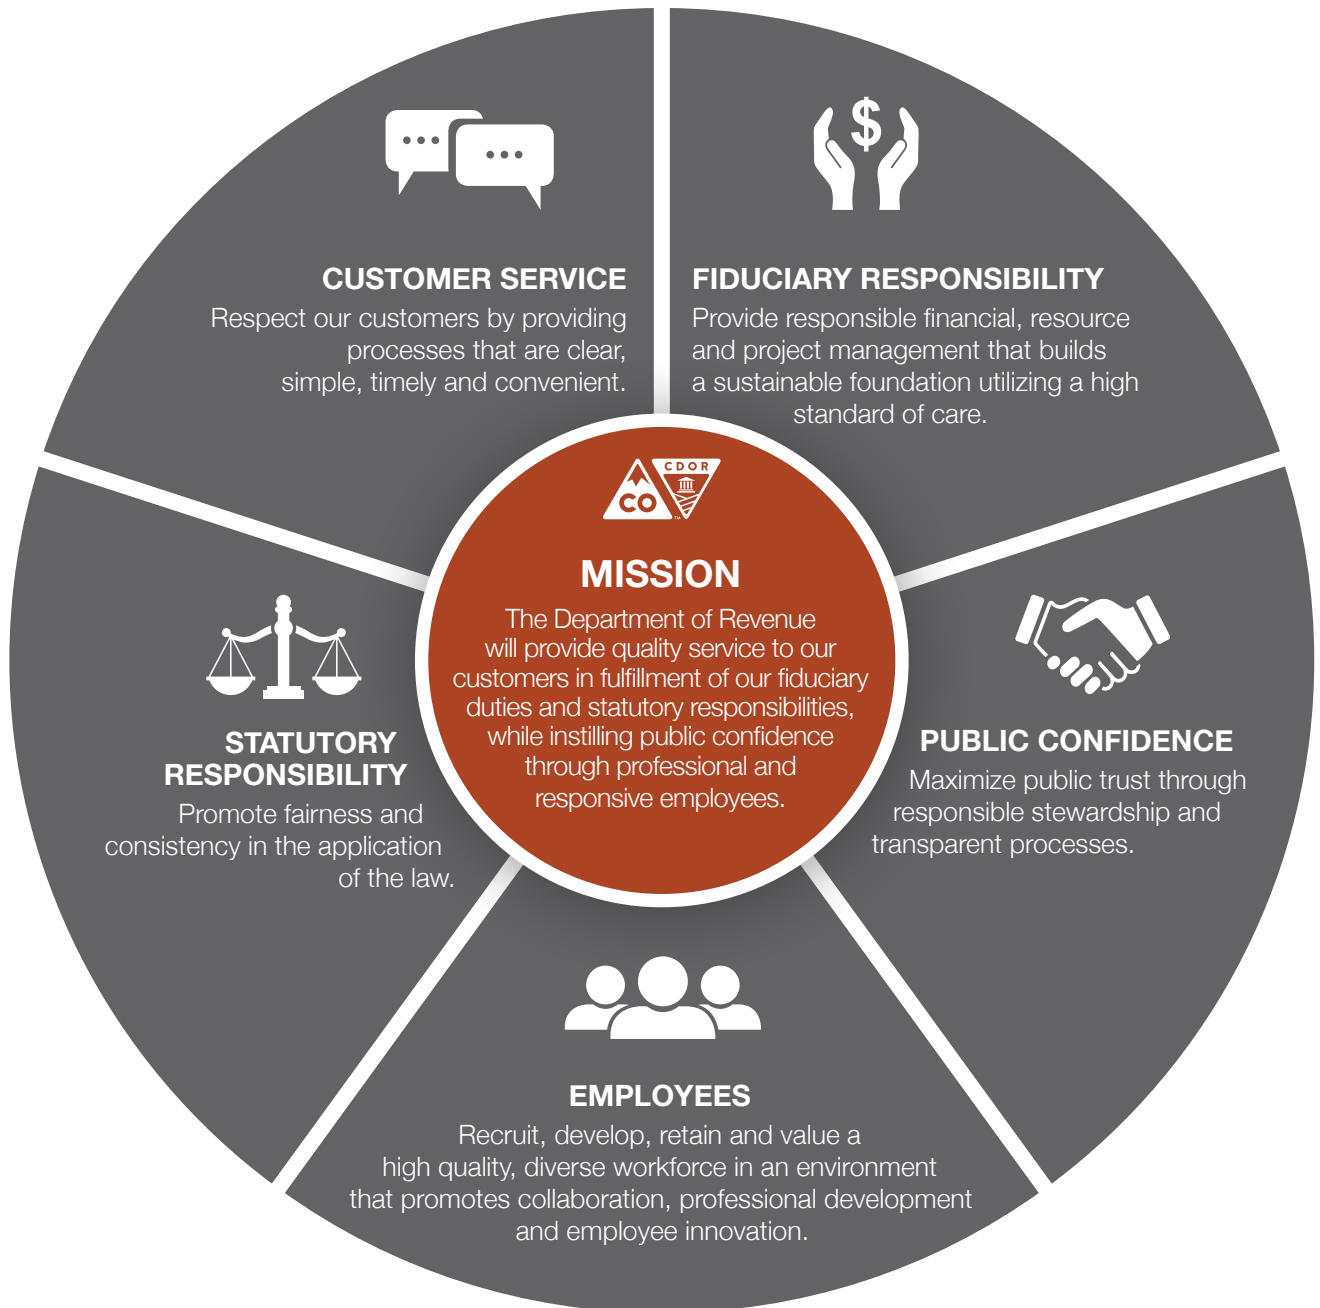 CUSTOMER SERVICE
Respect our customers by providing
processes that are clear,
simple, timely and convenient.
$
FIDUCIARY RESPONSIBILITY
Provide responsible financial, resource
and project management that builds
a sustainable foundation utilizing a high
standard of care.
CO
CDOR
TM
MISSION
The Department of Revenue
will provide quality service to our
customers in fulfillment of our fiduciary
duties and statutory responsibilities,
while instilling public confidence
through professional and
responsive employees.
STATUTORY
RESPONSIBILITY
Promote fairness and
consistency in the application
of the law.
PUBLIC CONFIDENCE
Maximize public trust through
responsible stewardship and
transparent processes.
EMPLOYEES
Recruit, develop, retain and value a
high quality, diverse workforce in an environment
that promotes collaboration, professional development
and employee innovation.